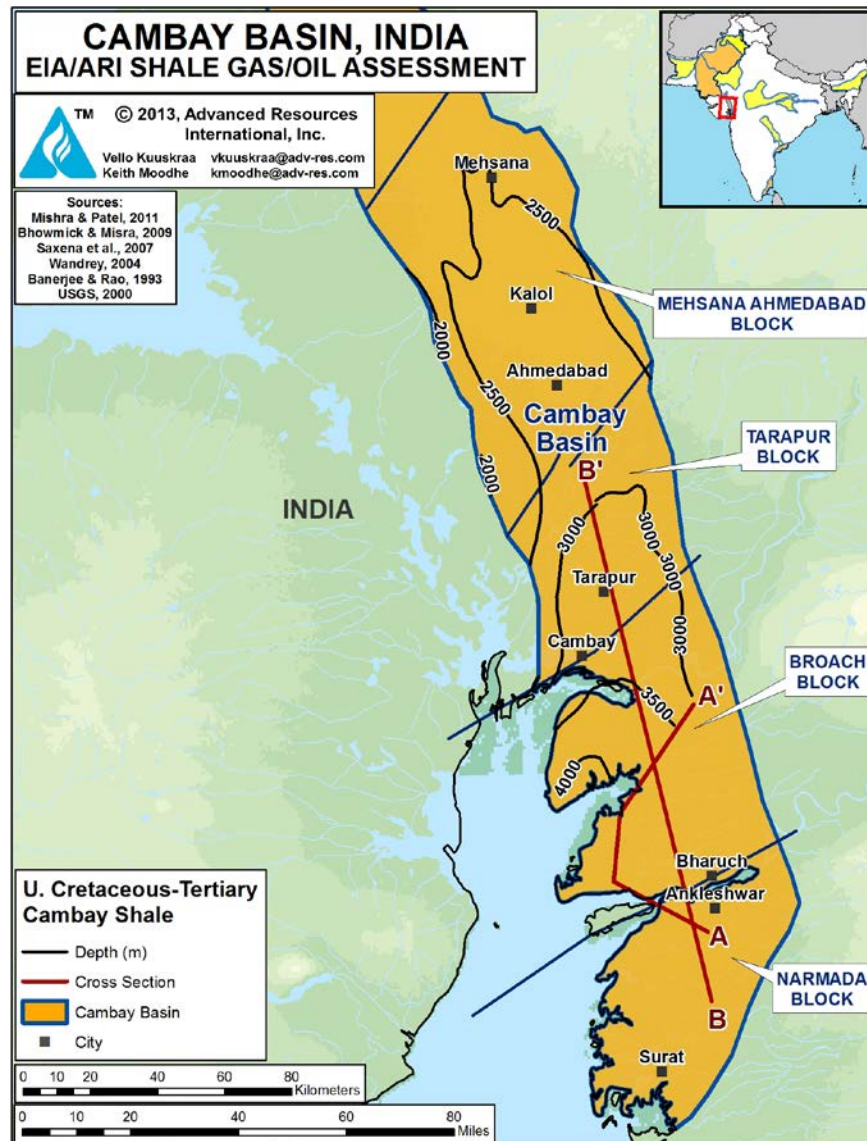 CAMBAY BASIN, INDIA
EIA/ARI SHALE GAS/OIL ASSESSMENT
TM
© 2013, Advanced Resources
International, Inc.
Vello Kuuskraa vkuuskraa@adv-res.com
Keith Moodhe kmoodhe@adv-res.com
Sources:
Mishra & Patel, 2011
Bhowmick & Misra, 2009
Saxena et al., 2007
Wandrey, 2004
Banerjee & Rao, 1993
USGS, 2000
Mehsana
2500
Kalol
MEHSANA AHMEDABAD
BLOCK
2000
2500
Ahmedabad
Cambay
Basin
TARAPUR
BLOCK
2000
B'
INDIA
3000
3000
3000
Tarapur
3000
Cambay
BROACH
BLOCK
3500
A'
4000
Bharuch
Ankleshwar
A
NARMADA
BLOCK
B
Surat
U. Cretaceous-Tertiary
Cambay Shale
Depth (m)
Cross Section
Cambay Basin
City
0 10 20 40 60 80
Kilometers
0 10 20 40 60 80
Miles